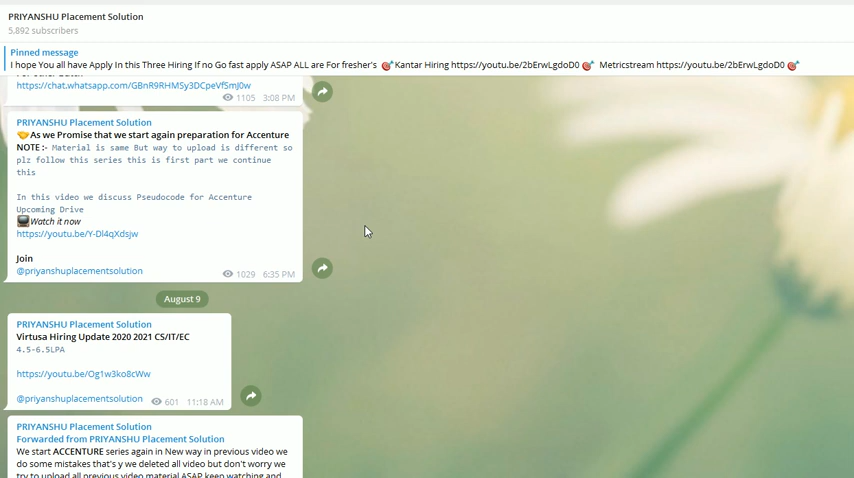 PRIYANSHU Placement Solution
5,892 subscribers
Pinned message
I hope You all have Apply In this Three Hiring If no Go fast apply ASAP ALL are For fresher's 🎯Kantar Hiring https://youtu.be/2bErwLgdoD0 🎯 Metricstream https://youtu.be/2bErwLgdoD0 🎯
https://chat.whatsapp.com/GBnR9RHMSy3DCpeVf5mJ0w
1105 3:08 PM
PRIYANSHU Placement Solution
🤝As we Promise that we start again preparation for Accenture
NOTE :- Material is same But way to upload is different so
plz follow this series this is first part we continue
this
In this video we discuss Pseudocode for Accenture
Upcoming Drive
Watch it now
https://youtu.be/Y-Dl4qXdsjw
Join
@priyanshuplacementsolution
1029 6:35 PM
August 9
PRIYANSHU Placement Solution
Virtusa Hiring Update 2020 2021 CS/IT/EC
4.5-6.5LPA
https://youtu.be/Og1w3ko8cWw
@priyanshuplacementsolution 601 11:18 AM
PRIYANSHU Placement Solution
Forwarded from PRIYANSHU Placement Solution
We start ACCENTURE series again in New way in previous video we
do some mistakes that's y we deleted all video but don't worry we
try to upload all previous video material ASAP keep watching and